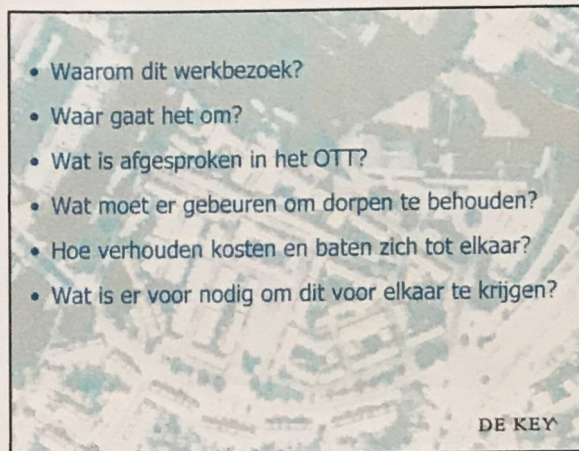 • Waarom dit werkbezoek?
• Waar gaat het om?
• Wat is afgesproken in het OTT?
• Wat moet er gebeuren om dorpen te behouden?
• Hoe verhouden kosten en baten zich tot elkaar?
• Wat is er voor nodig om dit voor elkaar te krijgen?
DE KEY